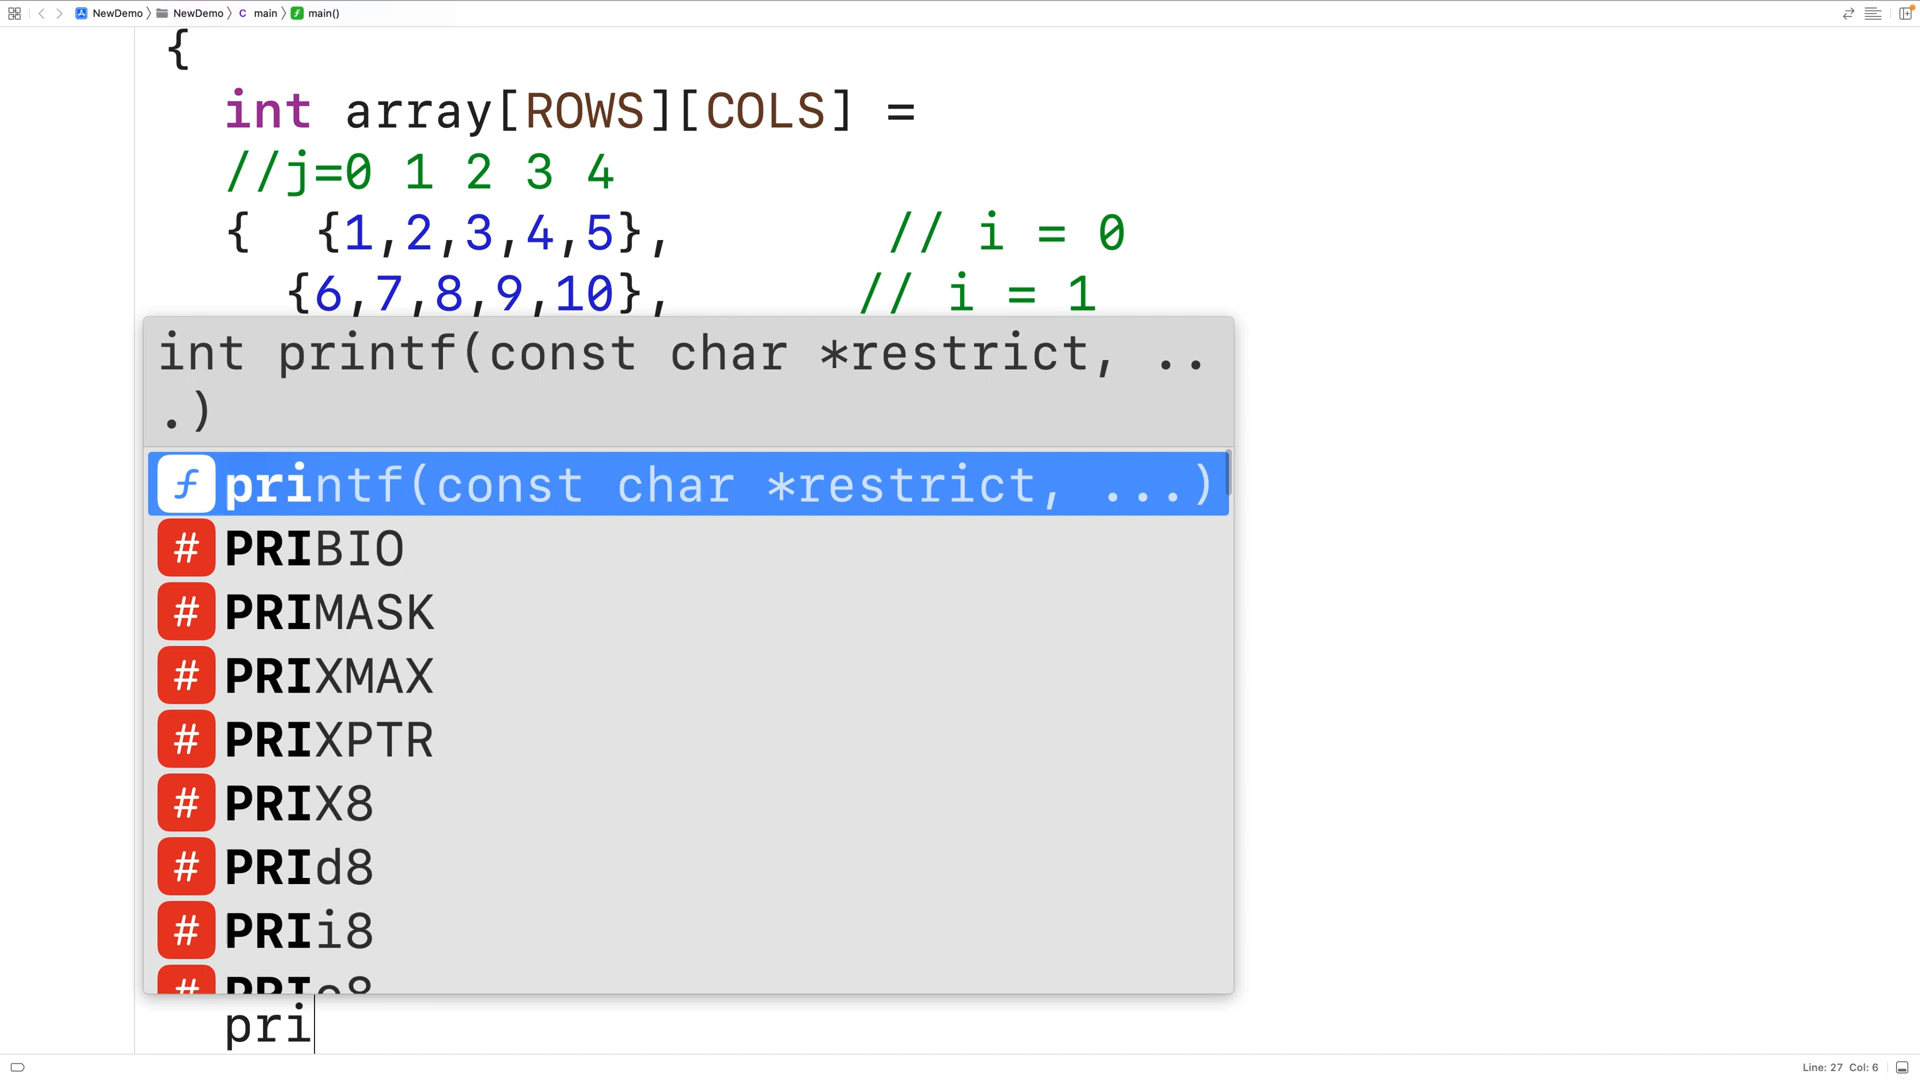 NewDemo NewDemo C main f main()
{
int array[ROWS][COLS] =
//j=0 1 2 3 4
{ {1,2,3,4,5}, // i = 0
{6,7,8,9,10}, // i = 1
int printf(const char *restrict, ..
.)
f printf(const char *restrict, ...)
# PRIBIO
# PRIMASK
# PRIXMAX
# PRIXPTR
# PRIX8
# PRId8
# PRIi8
# PRIo8
pri
Line: 27 Col: 6